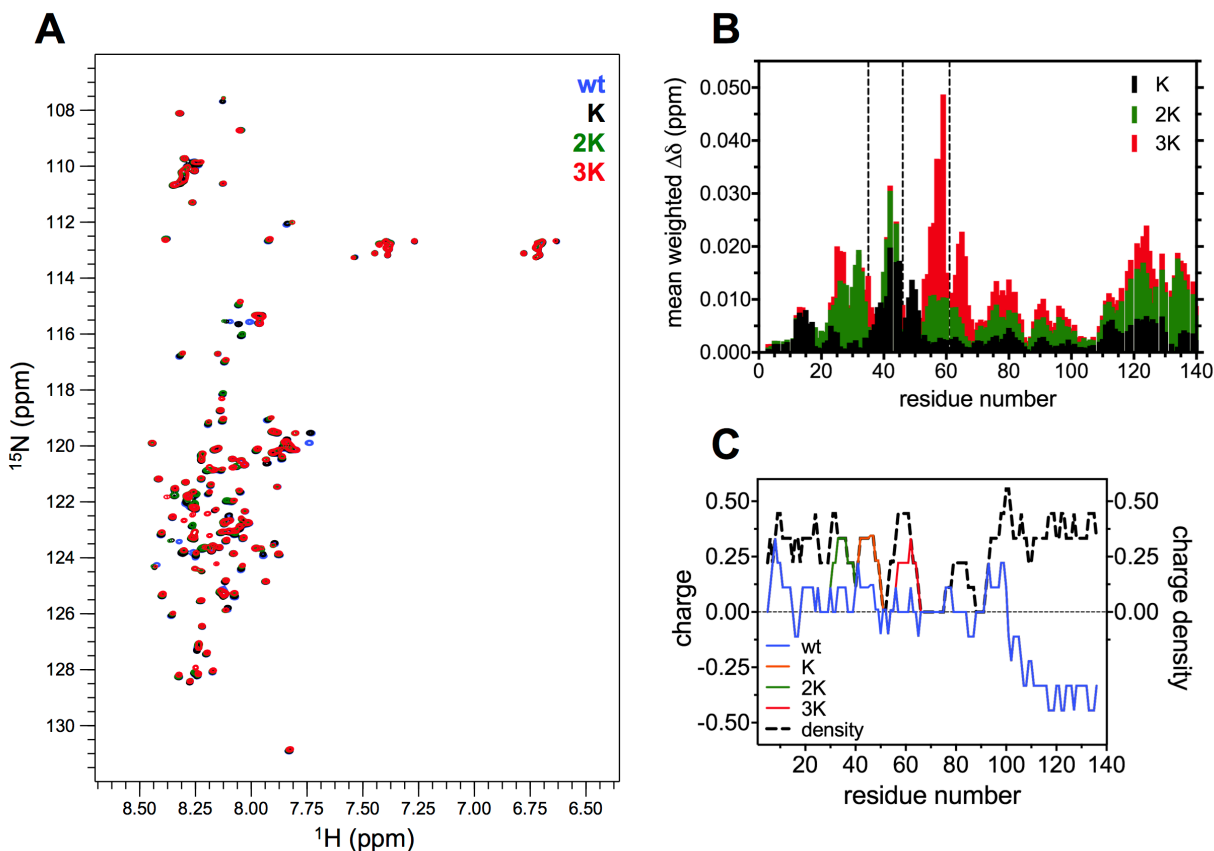 A
wt
K
2K
3K
108
110
112
114
116
118
120
122
124
126
128
130
¹⁵N (ppm)
8.50 8.25 8.00 7.75 7.50 7.25 7.00 6.75 6.50
¹H (ppm)
B
K
2K
3K
0.050
0.040
0.030
0.020
0.010
0.000
mean weighted Δδ (ppm)
0 20 40 60 80 100 120 140
residue number
C
0.50
0.25
0.00
-0.25
-0.50
charge
0.50
0.25
0.00
charge density
wt
K
2K
3K
density
20 40 60 80 100 120 140
residue number